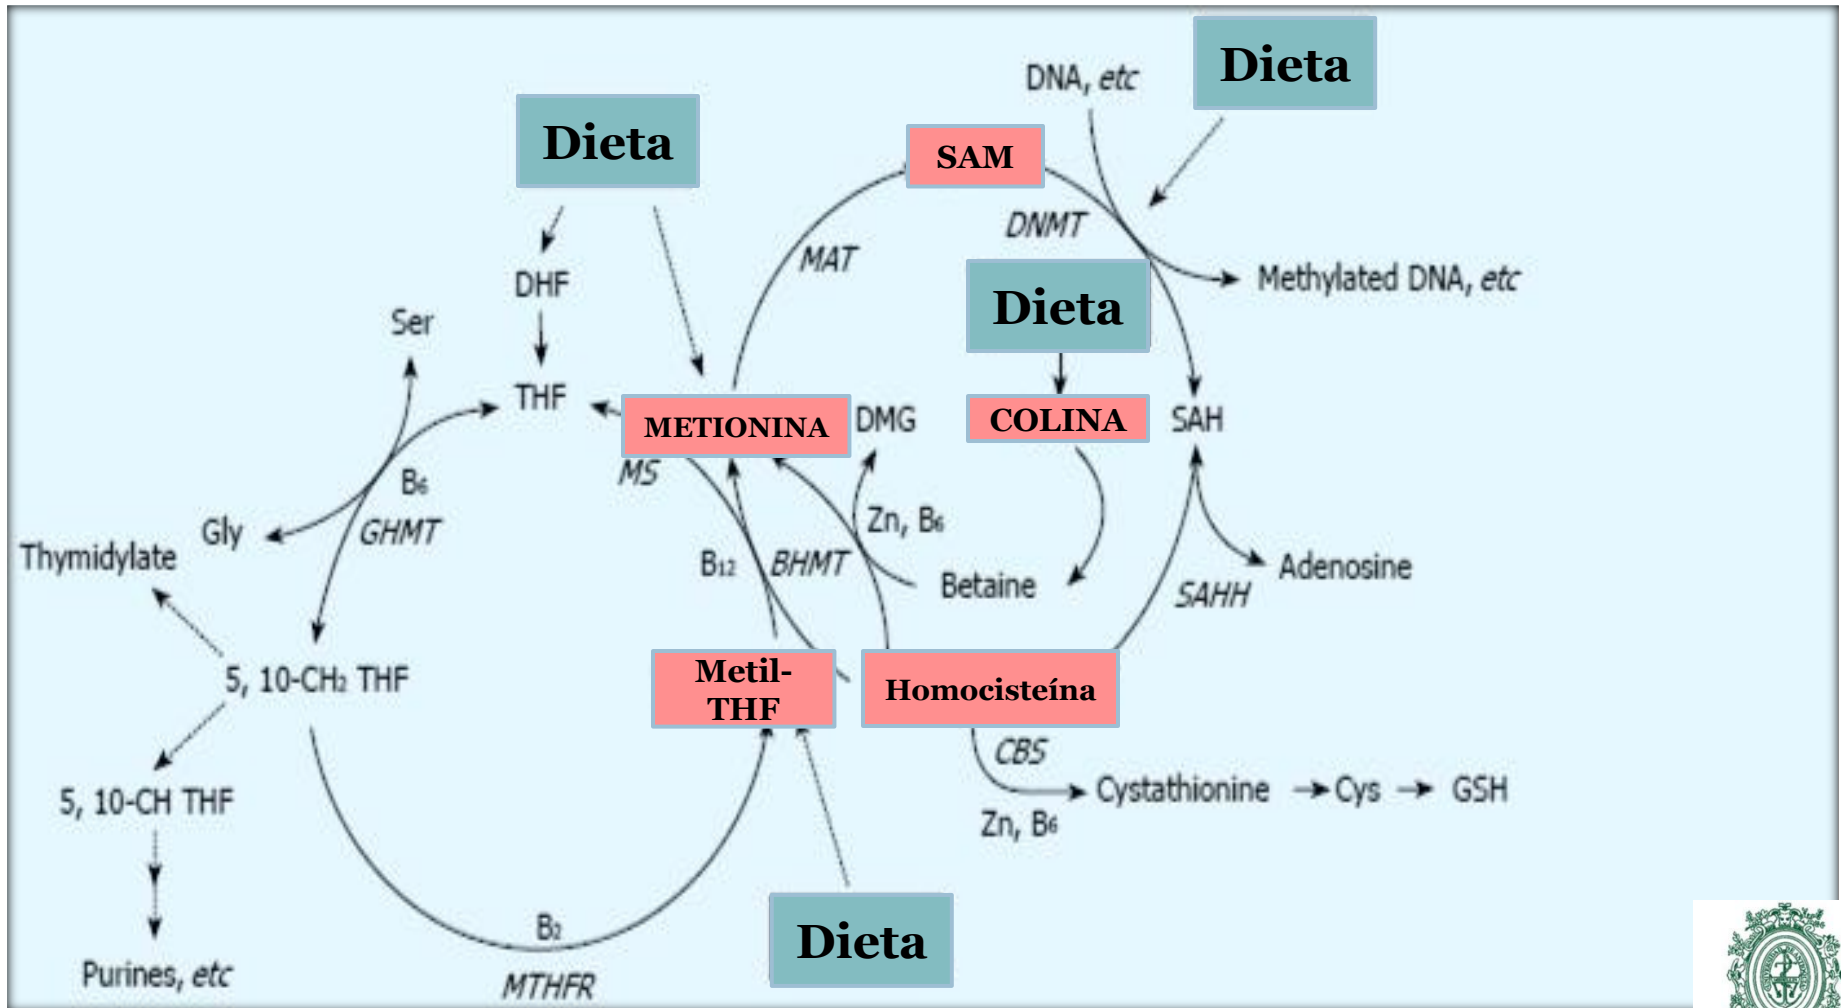 Dieta
DNA, etc
Dieta
SAM
DNMT
MAT
Methylated DNA, etc
DHF
Dieta
Ser
THF
METIONINA
DMG
COLINA
SAH
MS
B6
GHMT
Gly
Zn, B6
Thymidylate
B12
BHMT
Betaine
Adenosine
SAHH
5, 10-CH2 THF
Metil-
THF
Homocisteína
CBS
5, 10-CH THF
Cystathionine
Cys
GSH
Zn, B6
B2
Dieta
Purines, etc
MTHFR